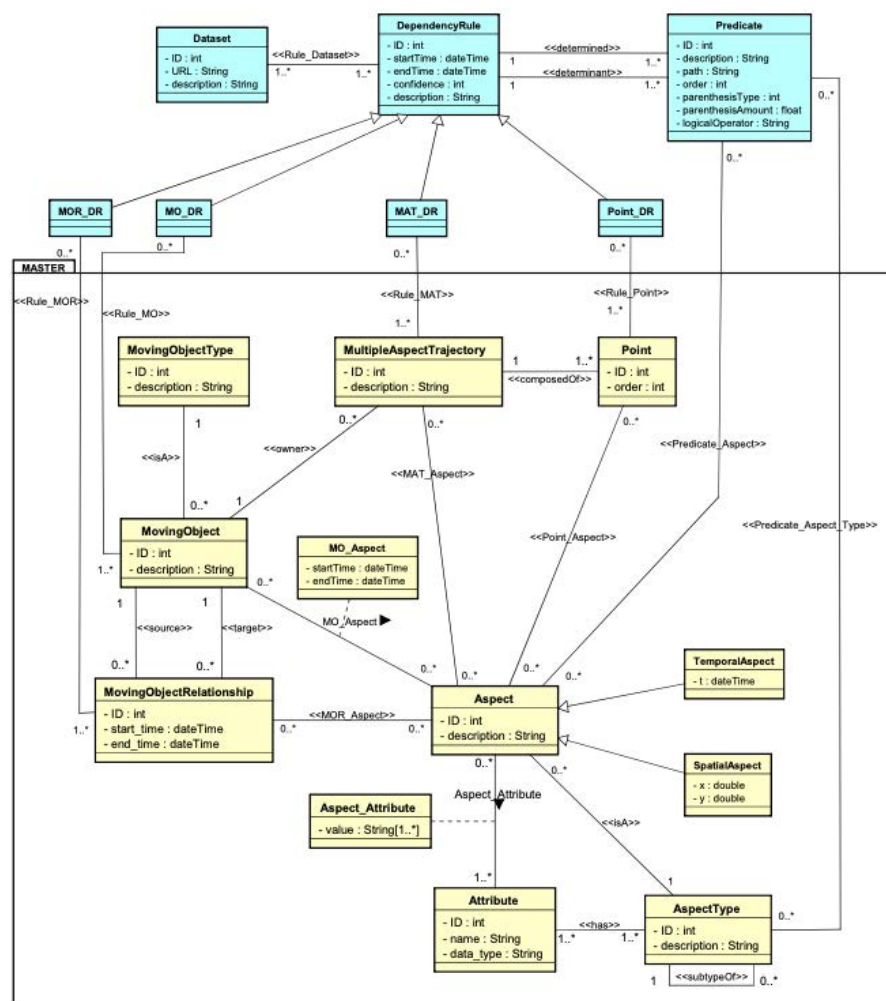 Dataset
- ID : int
- URL : String
- description : String
<<Rule_Dataset>>
1..*
1..*
DependencyRule
- ID : int
- startTime : dateTime
- endTime : dateTime
- confidence : int
- description : String
<<determined>>
1
1..*
<<determinant>>
1
1..*
Predicate
- ID : int
- description : String
- path : String
- order : int
- parenthesisType : int
- parenthesisAmount : float
- logicalOperator : String
0..*
0..*
MOR_DR
MO_DR
MAT_DR
Point_DR
0..*
0..*
0..*
0..*
MASTER
<<Rule_MOR>>
<<Rule_MO>>
<<Rule_MAT>>
<<Rule_Point>>
1..*
1..*
MovingObjectType
- ID : int
- description : String
MultipleAspectTrajectory
- ID : int
- description : String
1
1..*
<<composedOf>>
Point
- ID : int
- order : int
1
0..*
0..*
0..*
<<isA>>
<<owner>>
<<MAT_Aspect>>
<<Predicate_Aspect>>
0..*
1
MovingObject
- ID : int
- description : String
1..*
0..*
MO_Aspect
- startTime : dateTime
- endTime : dateTime
<<Point_Aspect>>
<<Predicate_Aspect_Type>>
1
1
<<source>>
<<target>>
MO_Aspect
0..*
0..*
0..*
0..*
0..*
0..*
MovingObjectRelationship
- ID : int
- start_time : dateTime
- end_time : dateTime
1..*
0..*
<<MOR_Aspect>>
0..*
Aspect
- ID : int
- description : String
TemporalAspect
- t : dateTime
0..*
0..*
SpatialAspect
- x : double
- y : double
Aspect_Attribute
Aspect_Attribute
- value : String[1..*]
<<isA>>
1..*
1
Attribute
- ID : int
- name : String
- data_type : String
<<has>>
1..*
1..*
AspectType
- ID : int
- description : String
0..*
1
<<subtypeOf>>
0..*